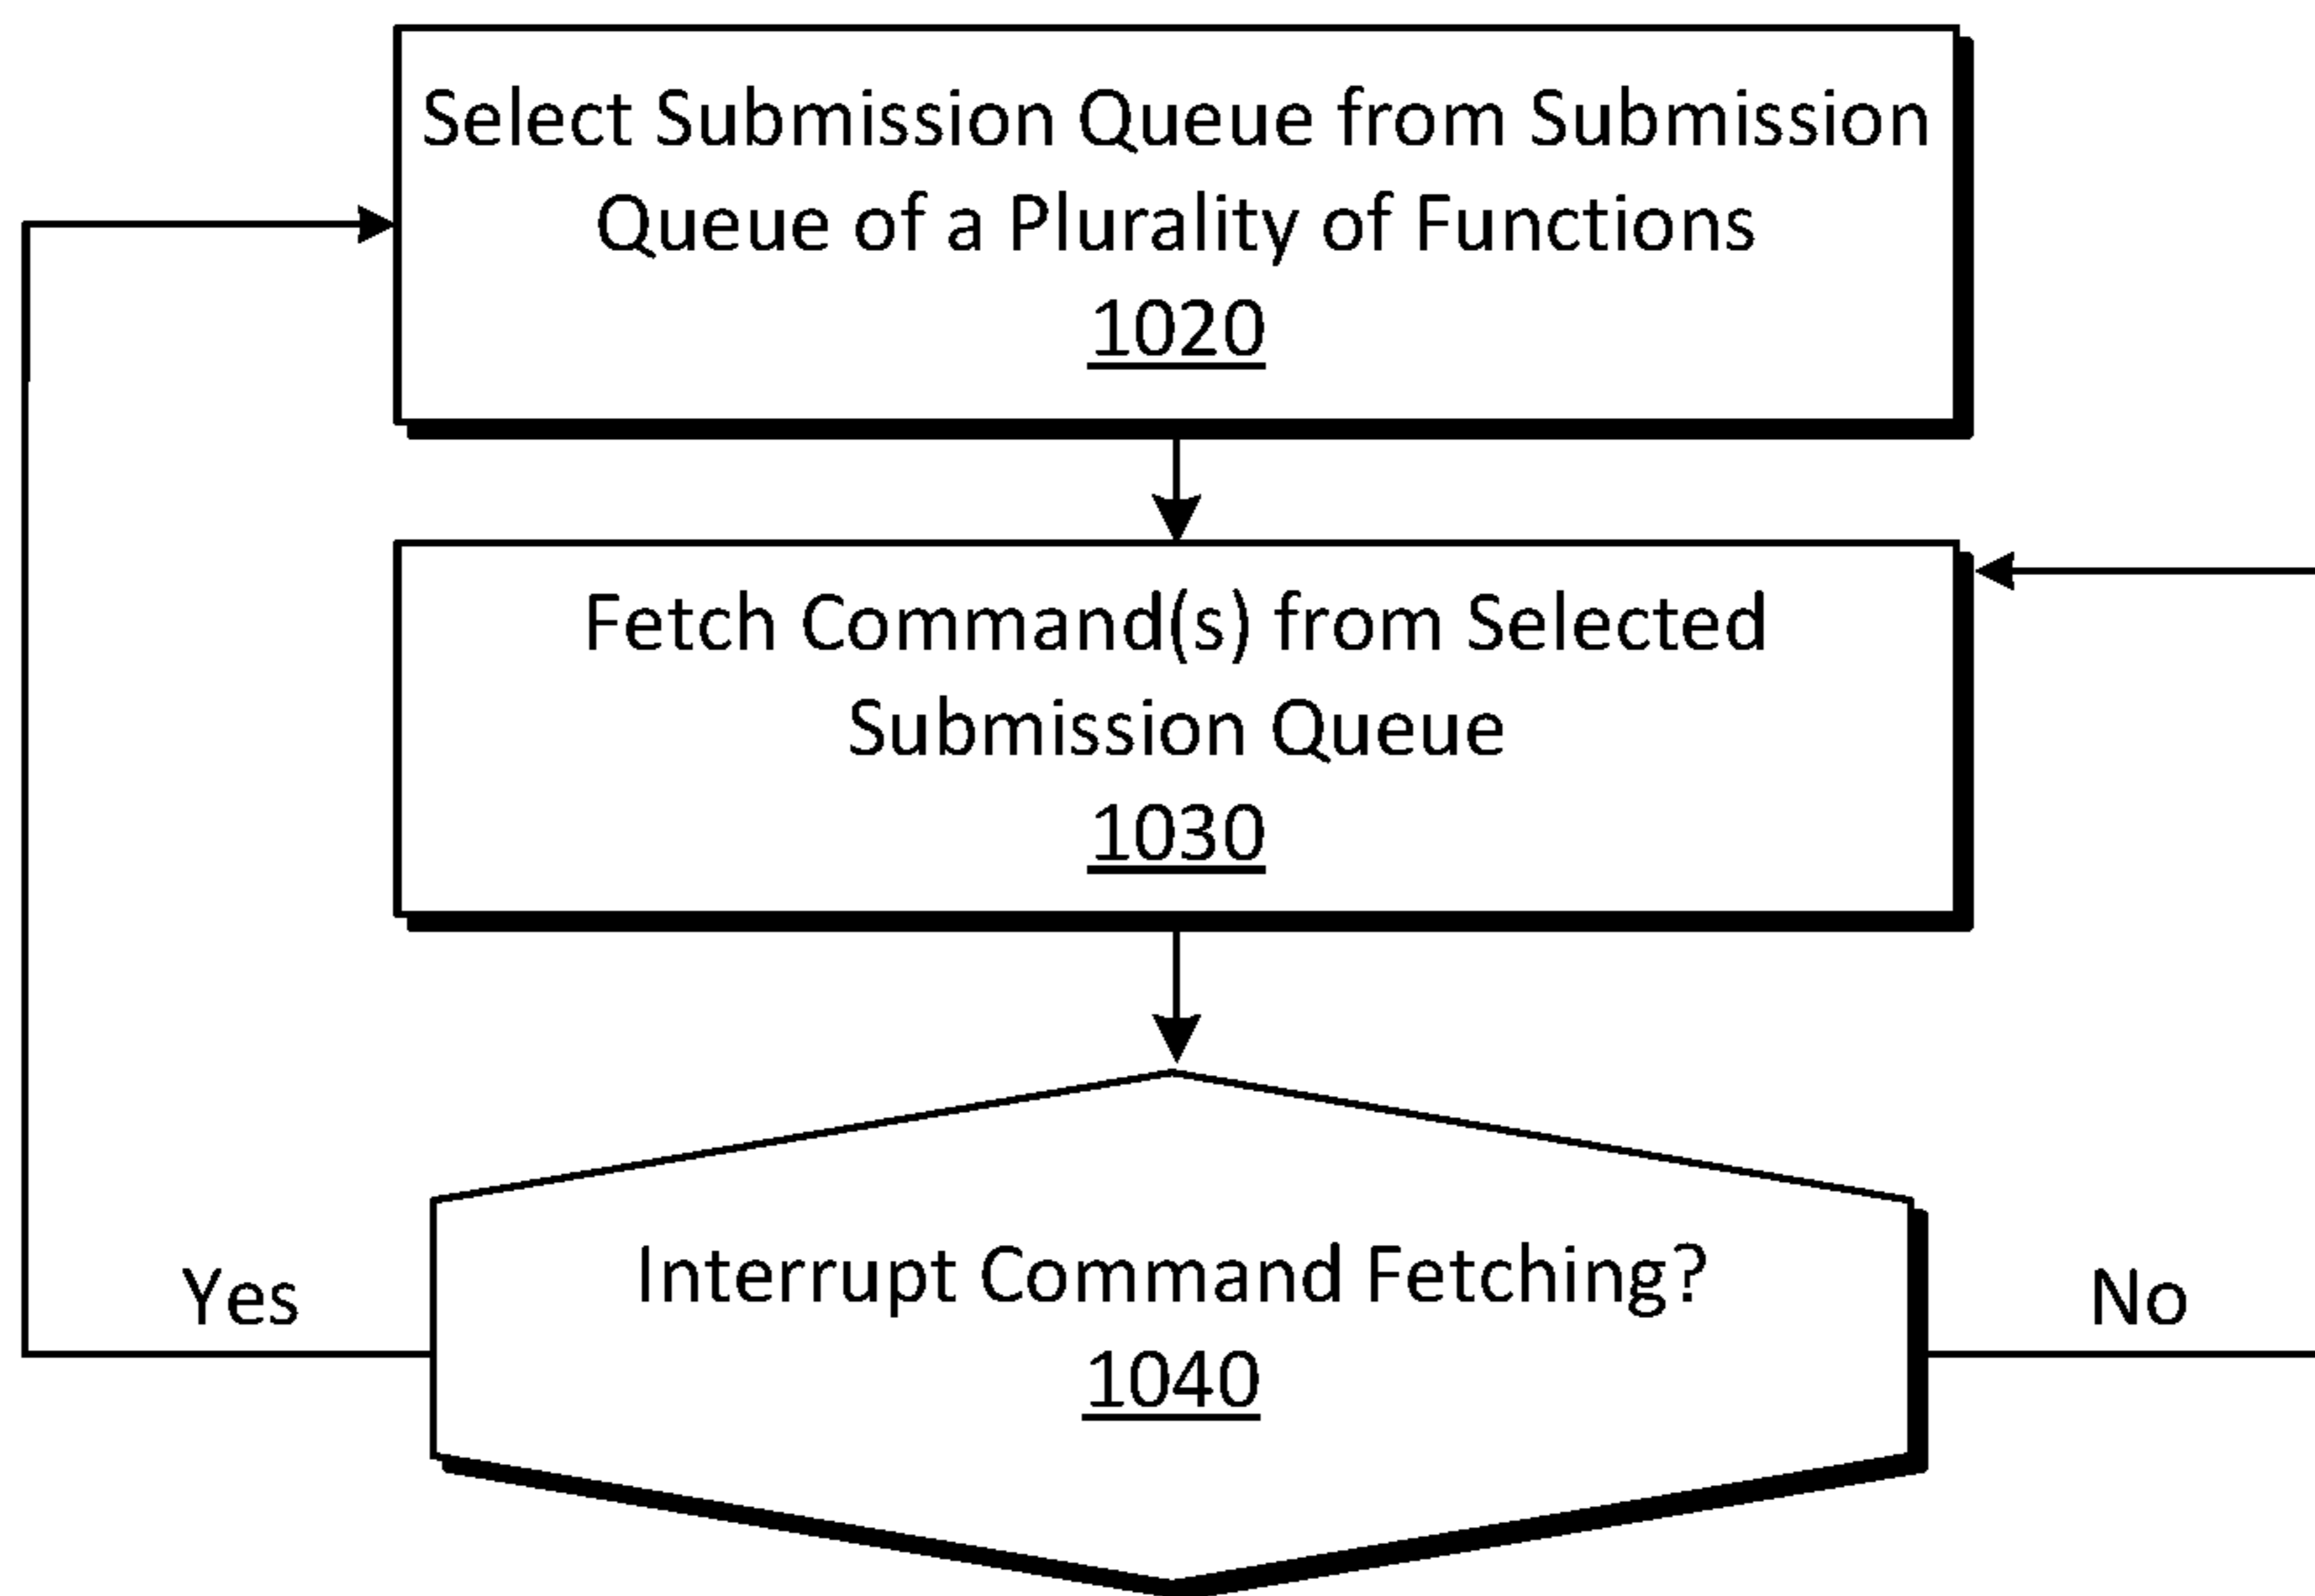 Select Submission Queue from Submission
Queue of a Plurality of Functions
1020
Fetch Command(s) from Selected
Submission Queue
1030
Interrupt Command Fetching?
1040
Yes
No